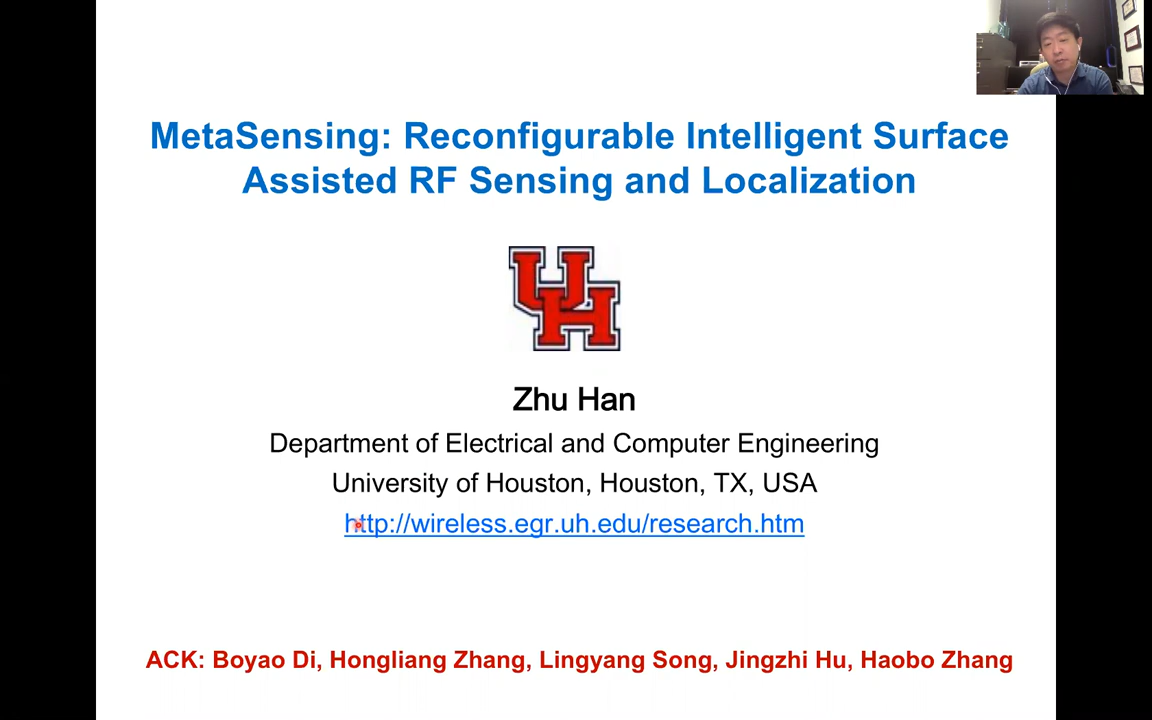 MetaSensing: Reconfigurable Intelligent Surface
Assisted RF Sensing and Localization
UH
Zhu Han
Department of Electrical and Computer Engineering
University of Houston, Houston, TX, USA
http://wireless.egr.uh.edu/research.htm
ACK: Boyao Di, Hongliang Zhang, Lingyang Song, Jingzhi Hu, Haobo Zhang